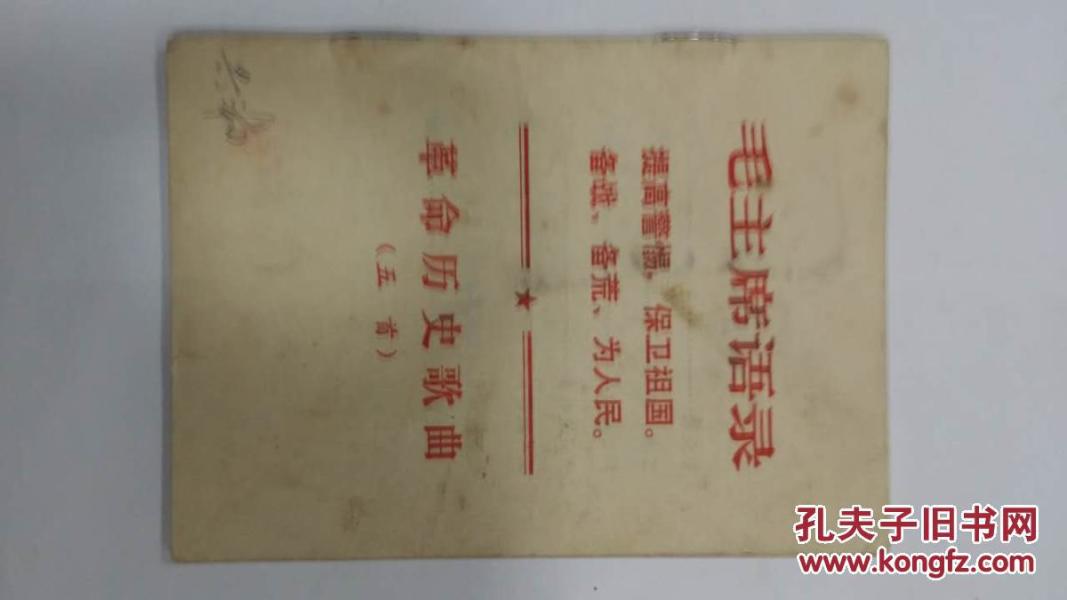 毛主席语录
提高警惕，保卫祖国。
备战、备荒、为人民。
革命历史歌曲
（五首）
孔夫子旧书网
www.kongfz.com